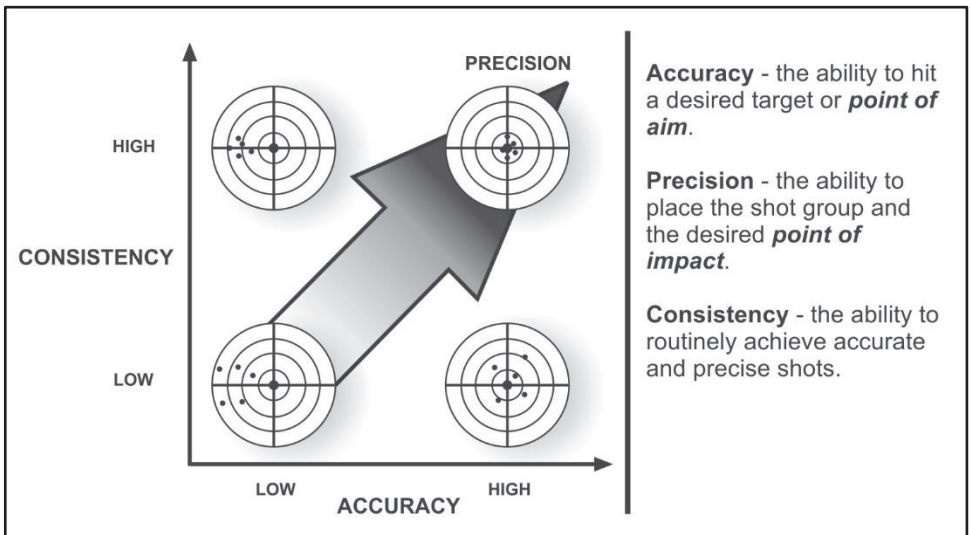 PRECISION
HIGH
CONSISTENCY
LOW
LOW
HIGH
ACCURACY
Accuracy - the ability to hit
a desired target or point of
aim.
Precision - the ability to
place the shot group and
the desired point of
impact.
Consistency - the ability to
routinely achieve accurate
and precise shots.